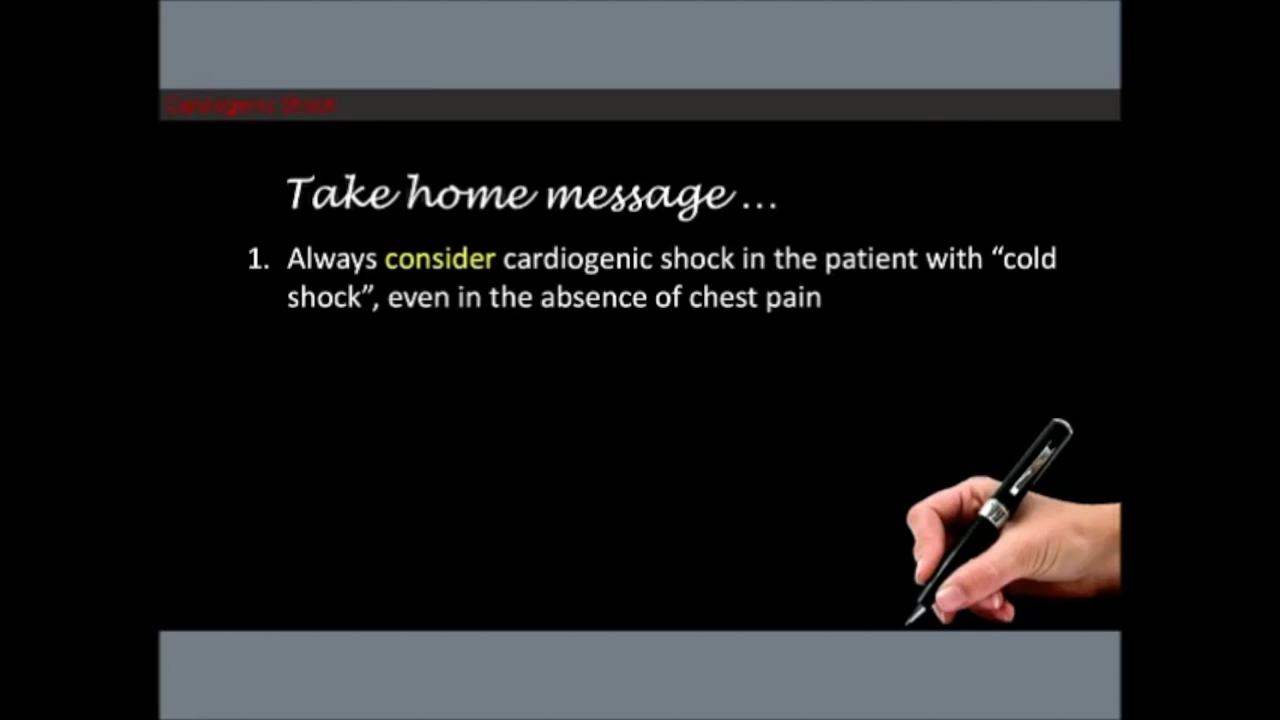 Cardiogenic Shock
Take home message ...
1. Always consider cardiogenic shock in the patient with “cold
shock”, even in the absence of chest pain